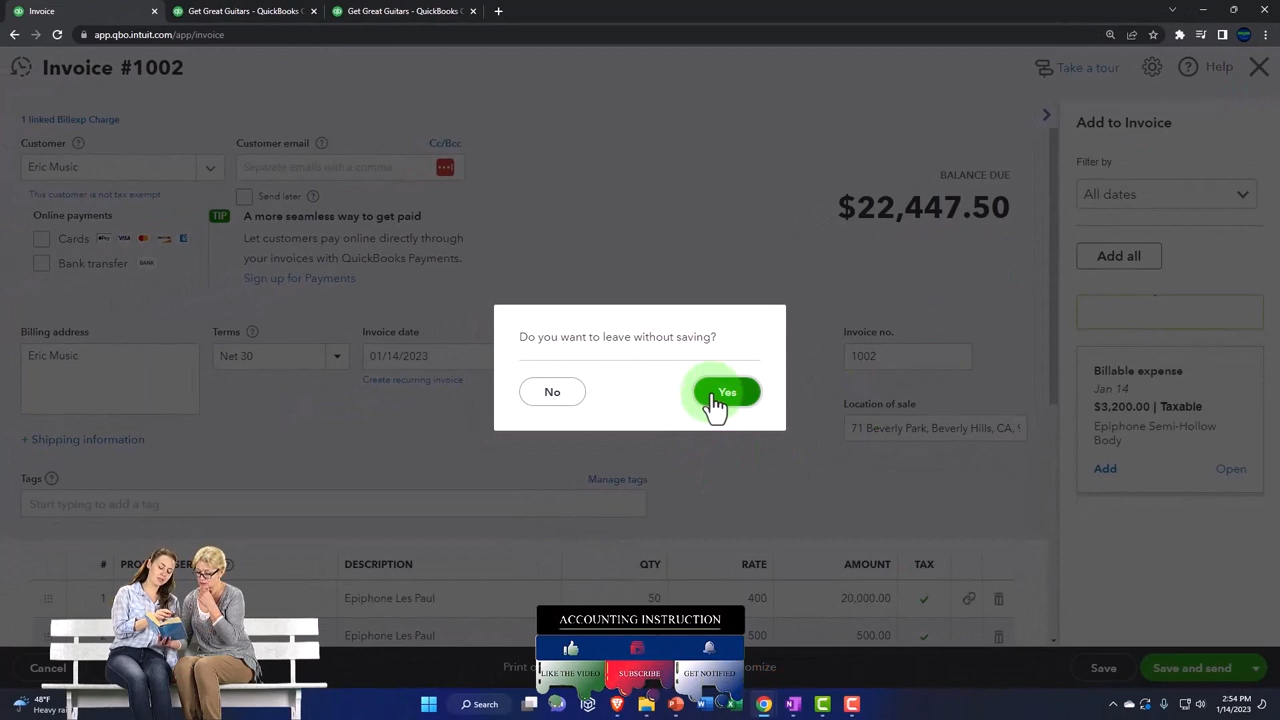 Invoice
Get Great Guitars - QuickBooks
Get Great Guitars - QuickBooks
app.qbo.intuit.com/app/invoice
Invoice #1002
Take a tour
Help
1 linked Billexp Charge
Customer
Customer email
Cc/Bcc
Eric Music
Separate emails with a comma
This customer is not tax exempt
Send later
Online payments
TIP
A more seamless way to get paid
Cards
Let customers pay online directly through
Bank transfer
BANK
your invoices with QuickBooks Payments.
Sign up for Payments
BALANCE DUE
$22,447.50
Add to Invoice
Filter by
All dates
Add all
Do you want to leave without saving?
No
Yes
Billing address
Eric Music
Terms
Net 30
Invoice date
01/14/2023
Create recurring invoice
Invoice no.
1002
Location of sale
71 Beverly Park, Beverly Hills, CA, 9
+ Shipping information
Billable expense
Jan 14
$3,200.00 | Taxable
Epiphone Semi-Hollow
Body
Add
Open
Tags
Manage tags
Start typing to add a tag
#
DESCRIPTION
QTY
RATE
AMOUNT
TAX
1
Epiphone Les Paul
50
400
20,000.00
500
500.00
ACCOUNTING INSTRUCTION
LIKE THE VIDEO
SUBSCRIBE
GET NOTIFIED
Cancel
Save
Save and send
48°F
Search
2:54 PM
1/14/2023